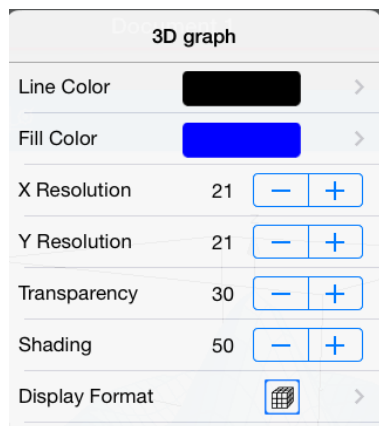 3D graph
Line Color
Fill Color
X Resolution 21 − +
Y Resolution 21 − +
Transparency 30 − +
Shading 50 − +
Display Format